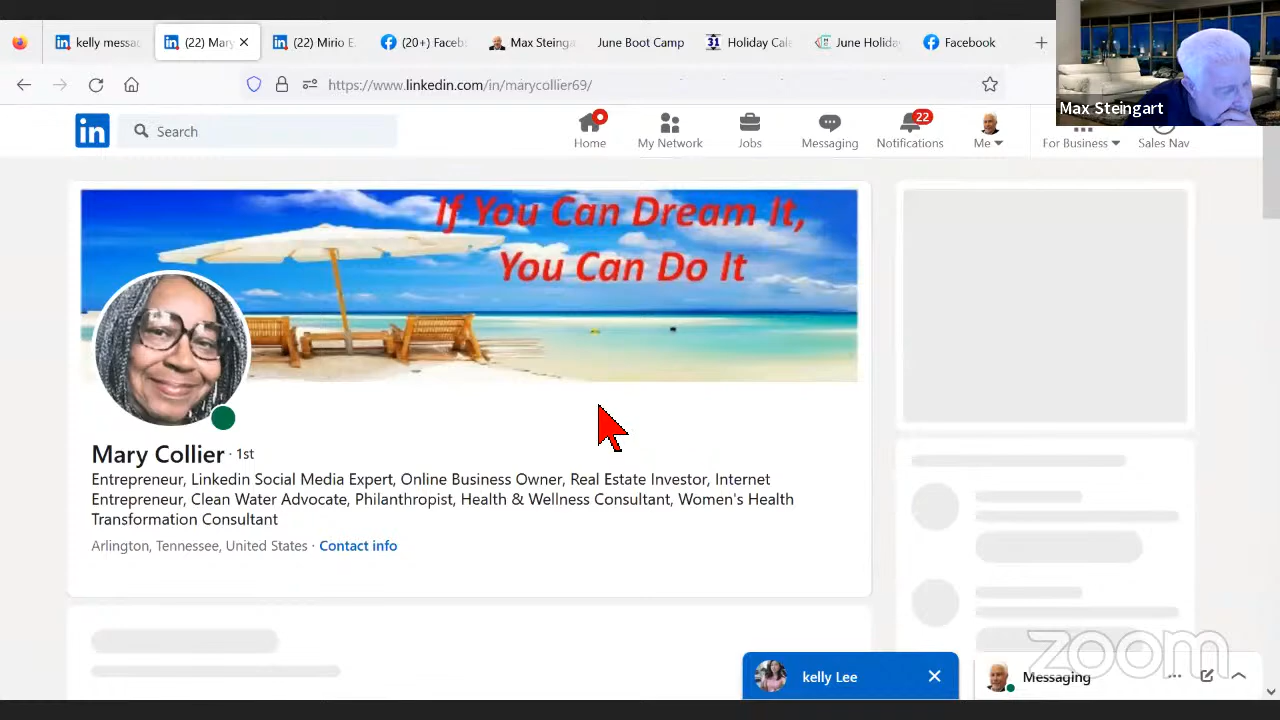 kelly messa
(22) Mar
(22) Mirio E.
(20+) Faceb
Max Steinga
June Boot Camp
31
Holiday Cal
June Holida
Facebook
https://www.linkedin.com/in/marycollier69/
Max Steingart
in
Search
Home
My Network
Jobs
Messaging
22
Notifications
Me
For Business
Sales Nav
If You Can Dream It,
You Can Do It
Mary Collier · 1st
Entrepreneur, Linkedin Social Media Expert, Online Business Owner, Real Estate Investor, Internet
Entrepreneur, Clean Water Advocate, Philanthropist, Health & Wellness Consultant, Women's Health
Transformation Consultant
Arlington, Tennessee, United States · Contact info
zoom
kelly Lee
Messaging